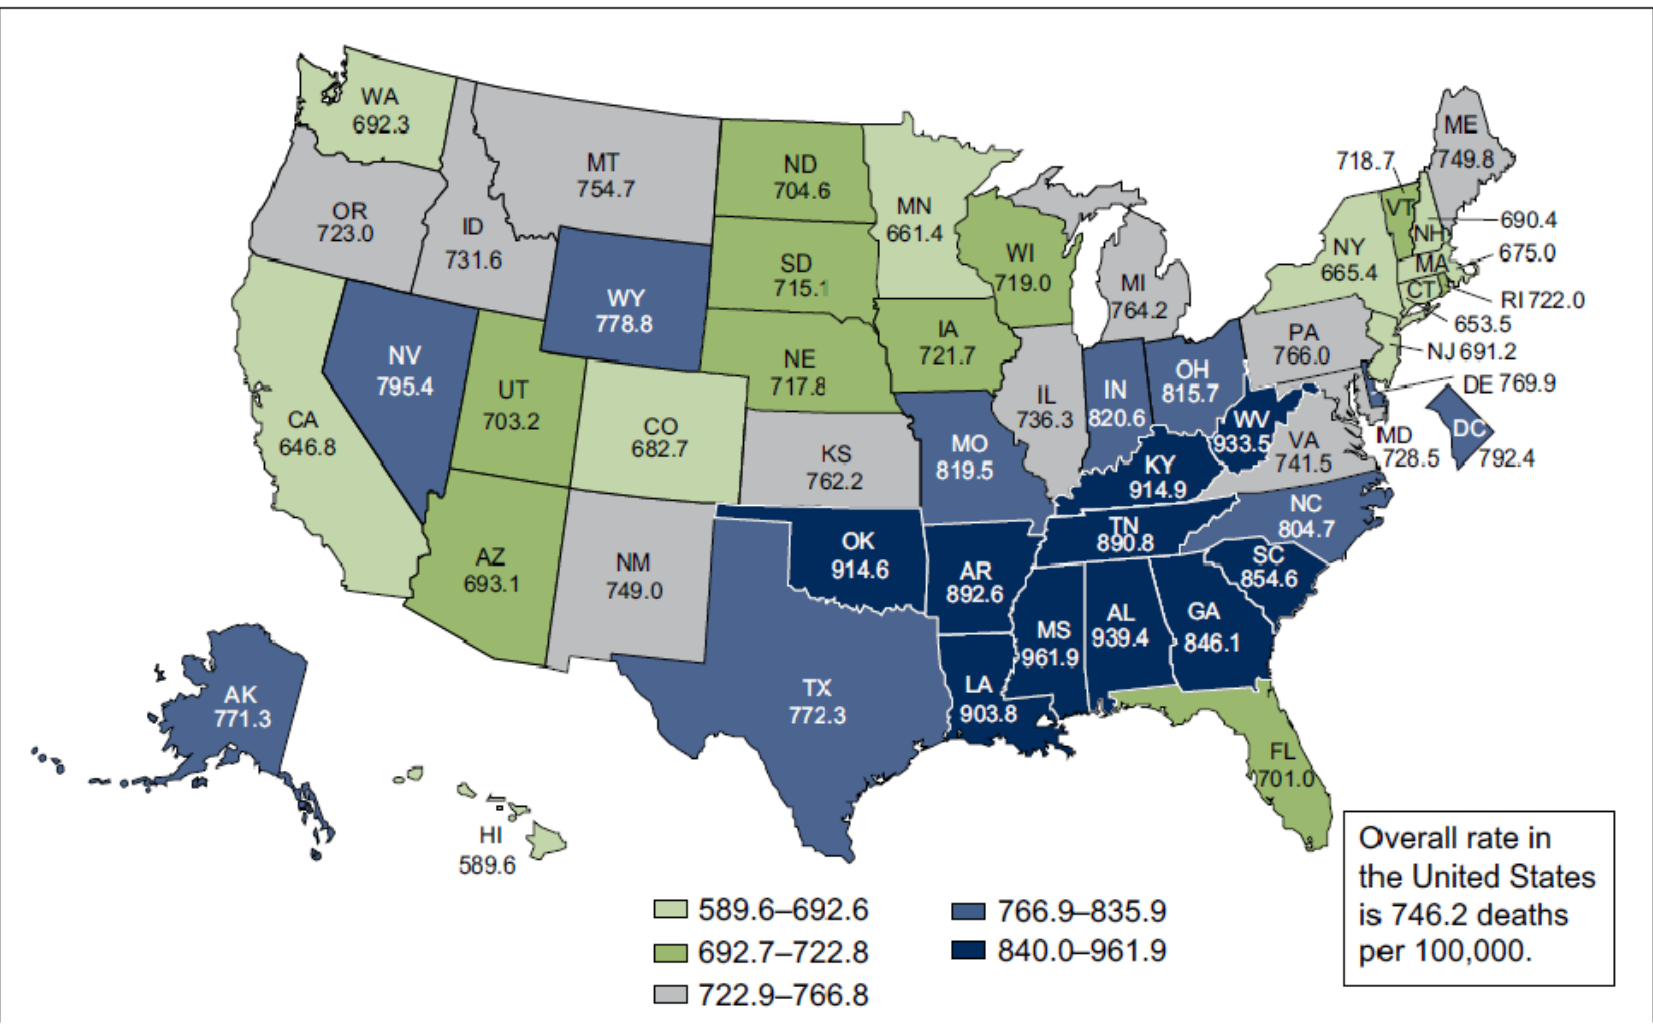 WA
692.3
OR
723.0
ID
731.6
MT
754.7
ND
704.6
MN
661.4
WI
719.0
MI
764.2
SD
715.1
WY
778.8
NV
795.4
UT
703.2
CA
646.8
CO
682.7
NE
717.8
IA
721.7
IL
736.3
IN
820.6
OH
815.7
PA
766.0
NY
665.4
718.7
VT
ME
749.8
NH
690.4
MA
675.0
CT
RI 722.0
653.5
NJ 691.2
DE 769.9
DC
792.4
MD
728.5
WV
933.5
VA
741.5
KY
914.9
MO
819.5
KS
762.2
NC
804.7
TN
890.8
SC
854.6
AZ
693.1
NM
749.0
OK
914.6
AR
892.6
MS
961.9
AL
939.4
GA
846.1
LA
903.8
TX
772.3
FL
701.0
AK
771.3
HI
589.6
589.6–692.6
692.7–722.8
722.9–766.8
766.9–835.9
840.0–961.9
Overall rate in
the United States
is 746.2 deaths
per 100,000.